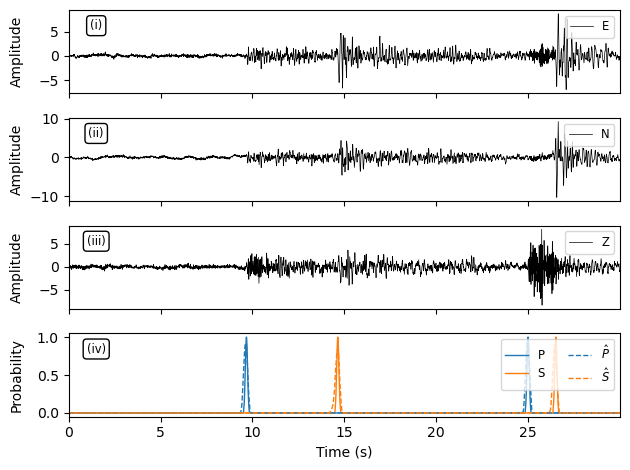 Amplitude
5
0
−5
(i)
E
Amplitude
10
0
−10
(ii)
N
Amplitude
5
0
−5
(iii)
Z
Probability
1.0
0.5
0.0
(iv)
P
S
P̂
Ŝ
0 5 10 15 20 25
Time (s)